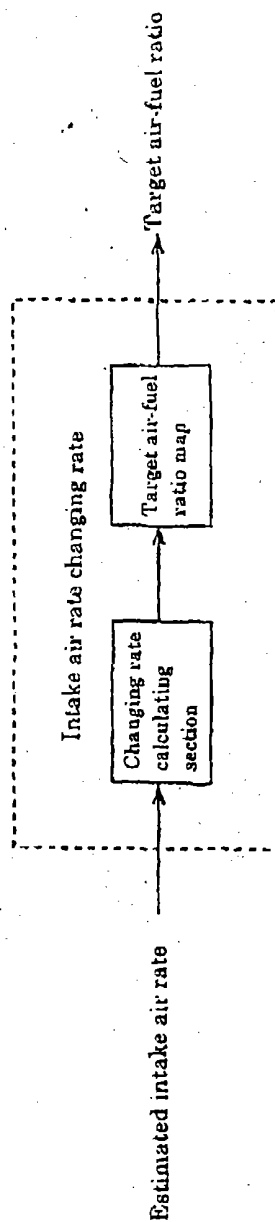 Estimated intake air rate
Intake air rate changing rate
Changing rate
calculating
section
Target air-fuel
ratio map
Target air-fuel ratio